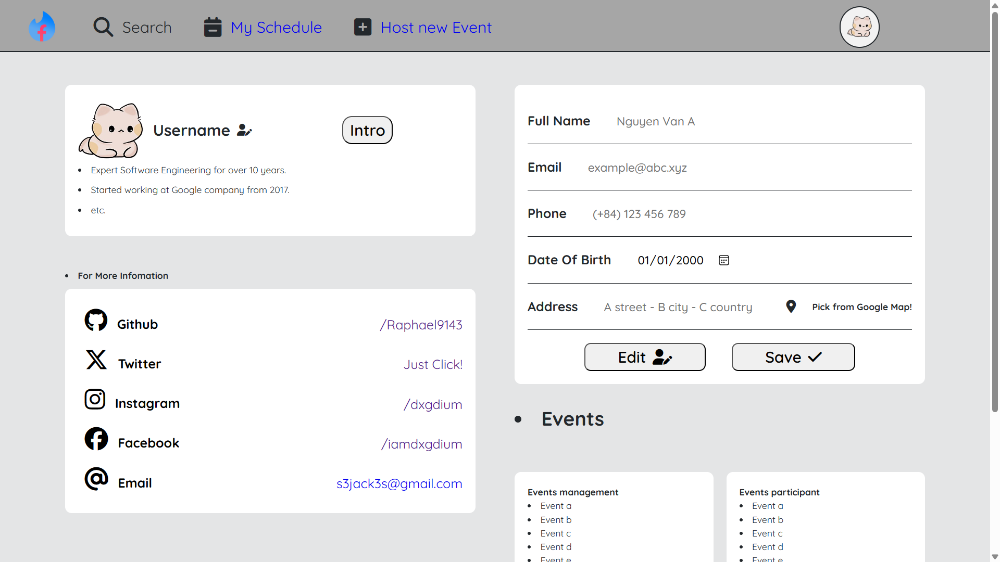 Search
My Schedule
Host new Event
Username
Intro
Expert Software Engineering for over 10 years.
Started working at Google company from 2017.
etc.
For More Infomation
Github /Raphael9143
Twitter Just Click!
Instagram /dxgdium
Facebook /iamdxgdium
Email s3jack3s@gmail.com
Full Name Nguyen Van A
Email example@abc.xyz
Phone (+84) 123 456 789
Date Of Birth 01/01/2000
Address A street - B city - C country Pick from Google Map!
Edit
Save
Events
Events management
Event a
Event b
Event c
Event d
Event e
Events participant
Event a
Event b
Event c
Event d
Event e